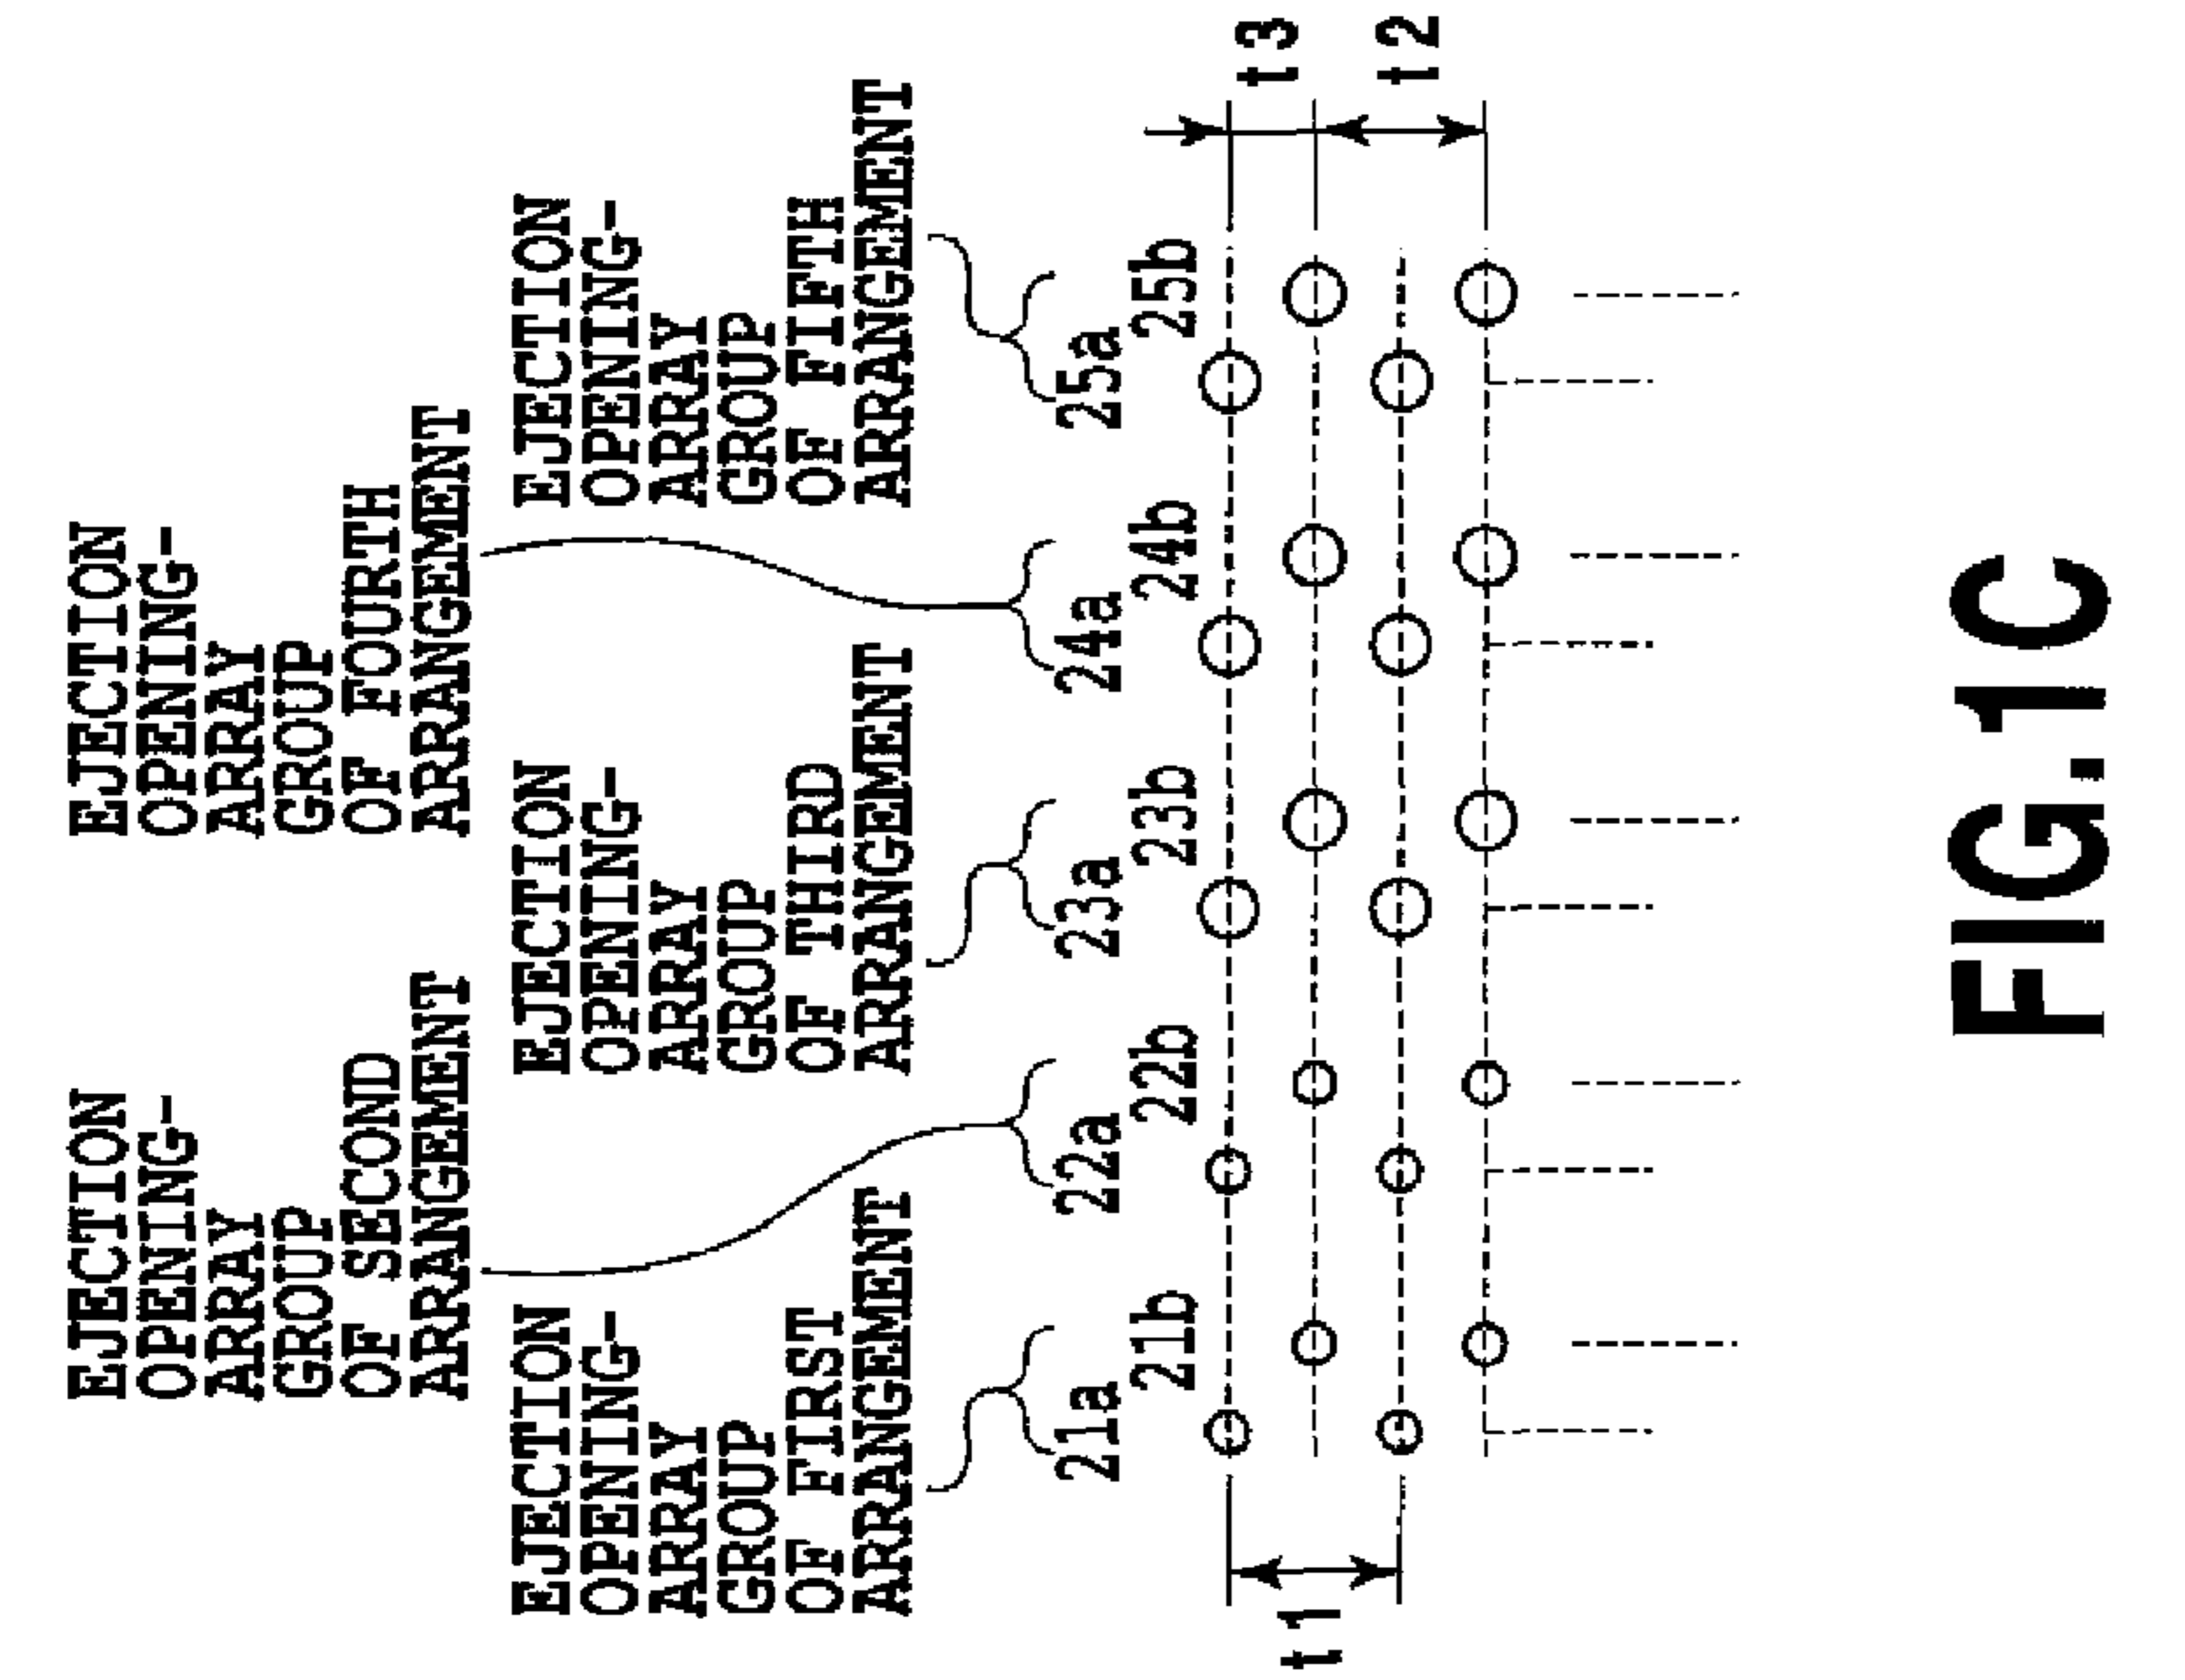 EJECTION
OPENING-
ARRAY
GROUP
OF SECOND
ARRANGEMENT
EJECTION
OPENING-
ARRAY
GROUP
OF FOURTH
ARRANGEMENT
EJECTION
OPENING-
ARRAY
GROUP
OF FIRST
ARRANGEMENT
EJECTION
OPENING-
ARRAY
GROUP
OF THIRD
ARRANGEMENT
EJECTION
OPENING-
ARRAY
GROUP
OF FIFTH
ARRANGEMENT
21a
21b
22a
22b
23a
23b
24a
24b
25a
25b
t1
t3
t2
FIG.1C